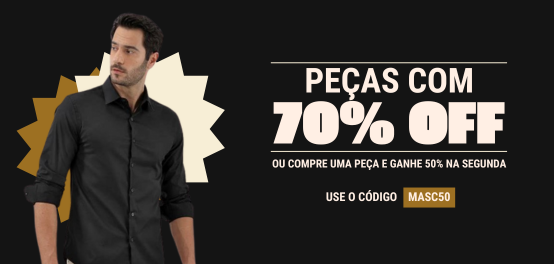 PEÇAS COM
70% OFF
OU COMPRE UMA PEÇA E GANHE 50% NA SEGUNDA
USE O CÓDIGO MASC50